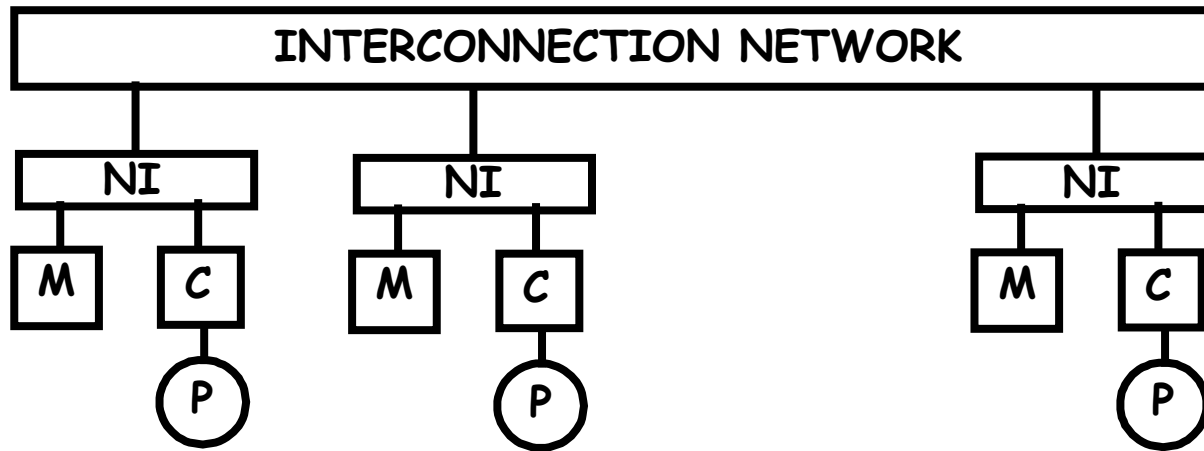 INTERCONNECTION NETWORK
NI NI NI
M C M C M C
P P P